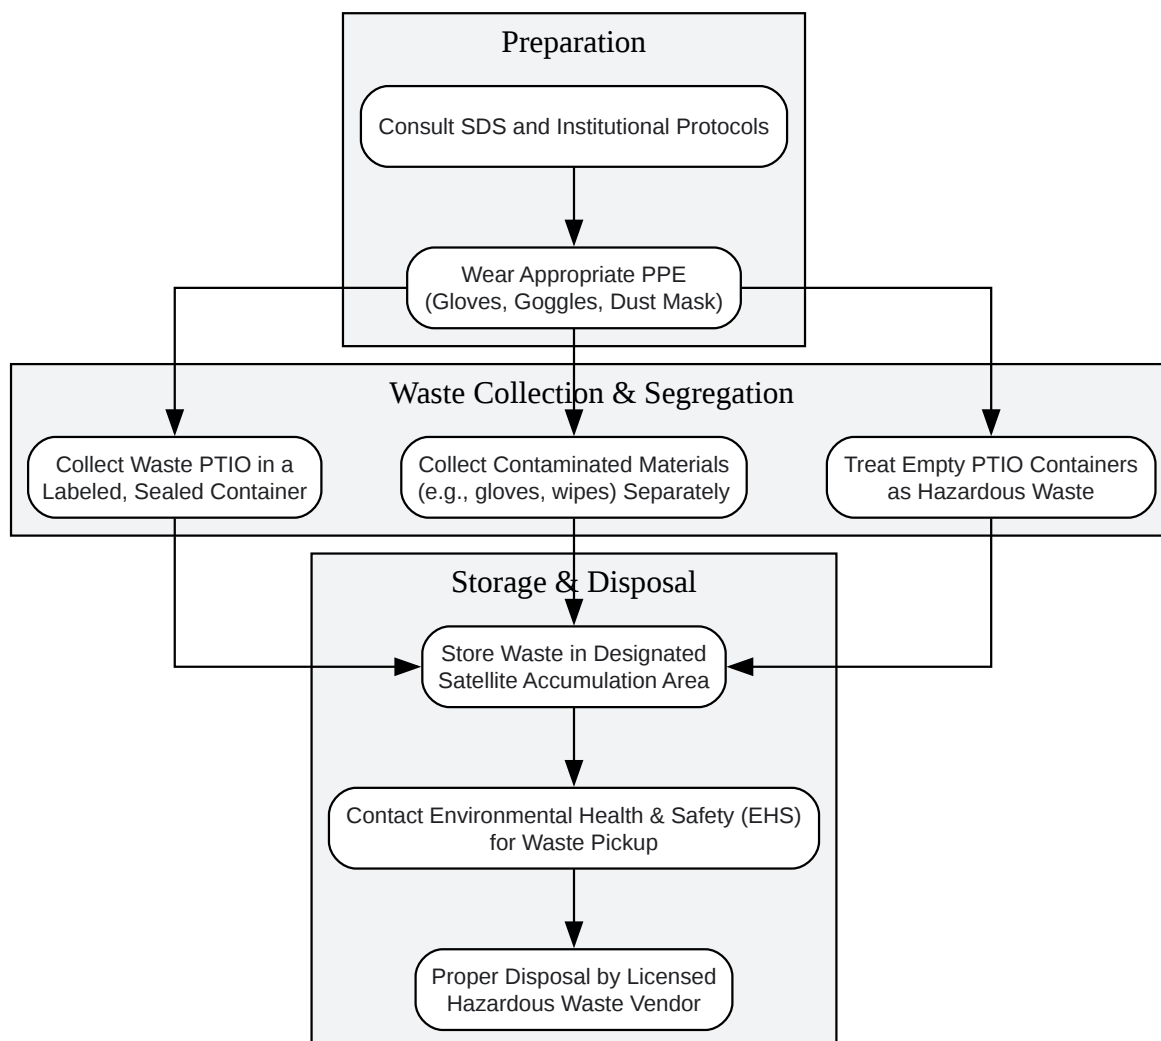 Preparation
Consult SDS and Institutional Protocols
Wear Appropriate PPE
(Gloves, Goggles, Dust Mask)
Waste Collection & Segregation
Collect Waste PTIO in a
Labeled, Sealed Container
Collect Contaminated Materials
(e.g., gloves, wipes) Separately
Treat Empty PTIO Containers
as Hazardous Waste
Storage & Disposal
Store Waste in Designated
Satellite Accumulation Area
Contact Environmental Health & Safety (EHS)
for Waste Pickup
Proper Disposal by Licensed
Hazardous Waste Vendor